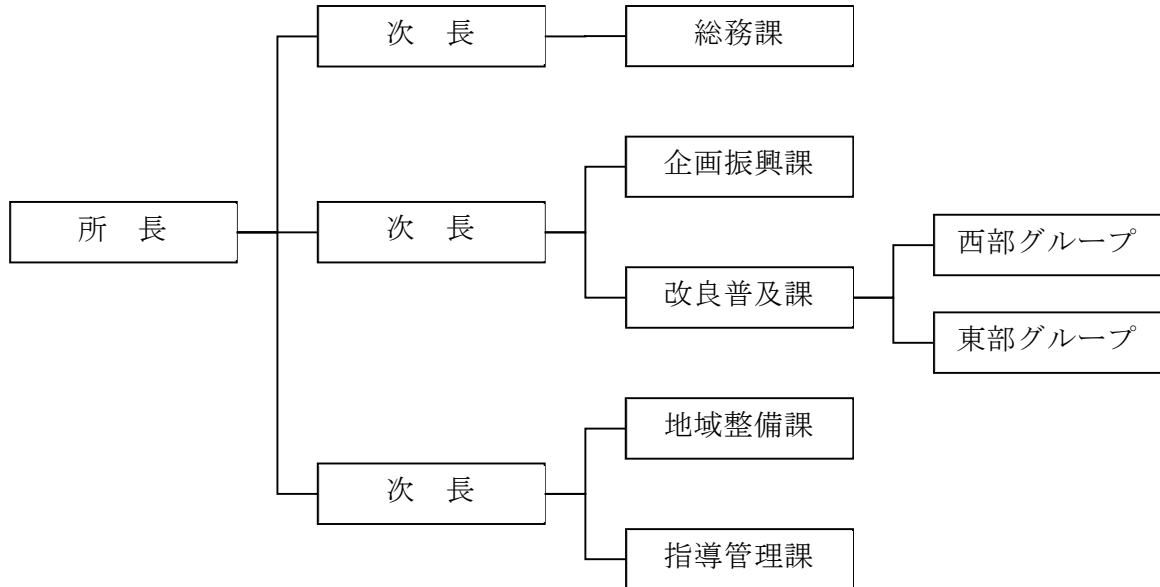 次　長
総務課
企画振興課
所　長
次　長
西部グループ
改良普及課
東部グループ
地域整備課
次　長
指導管理課